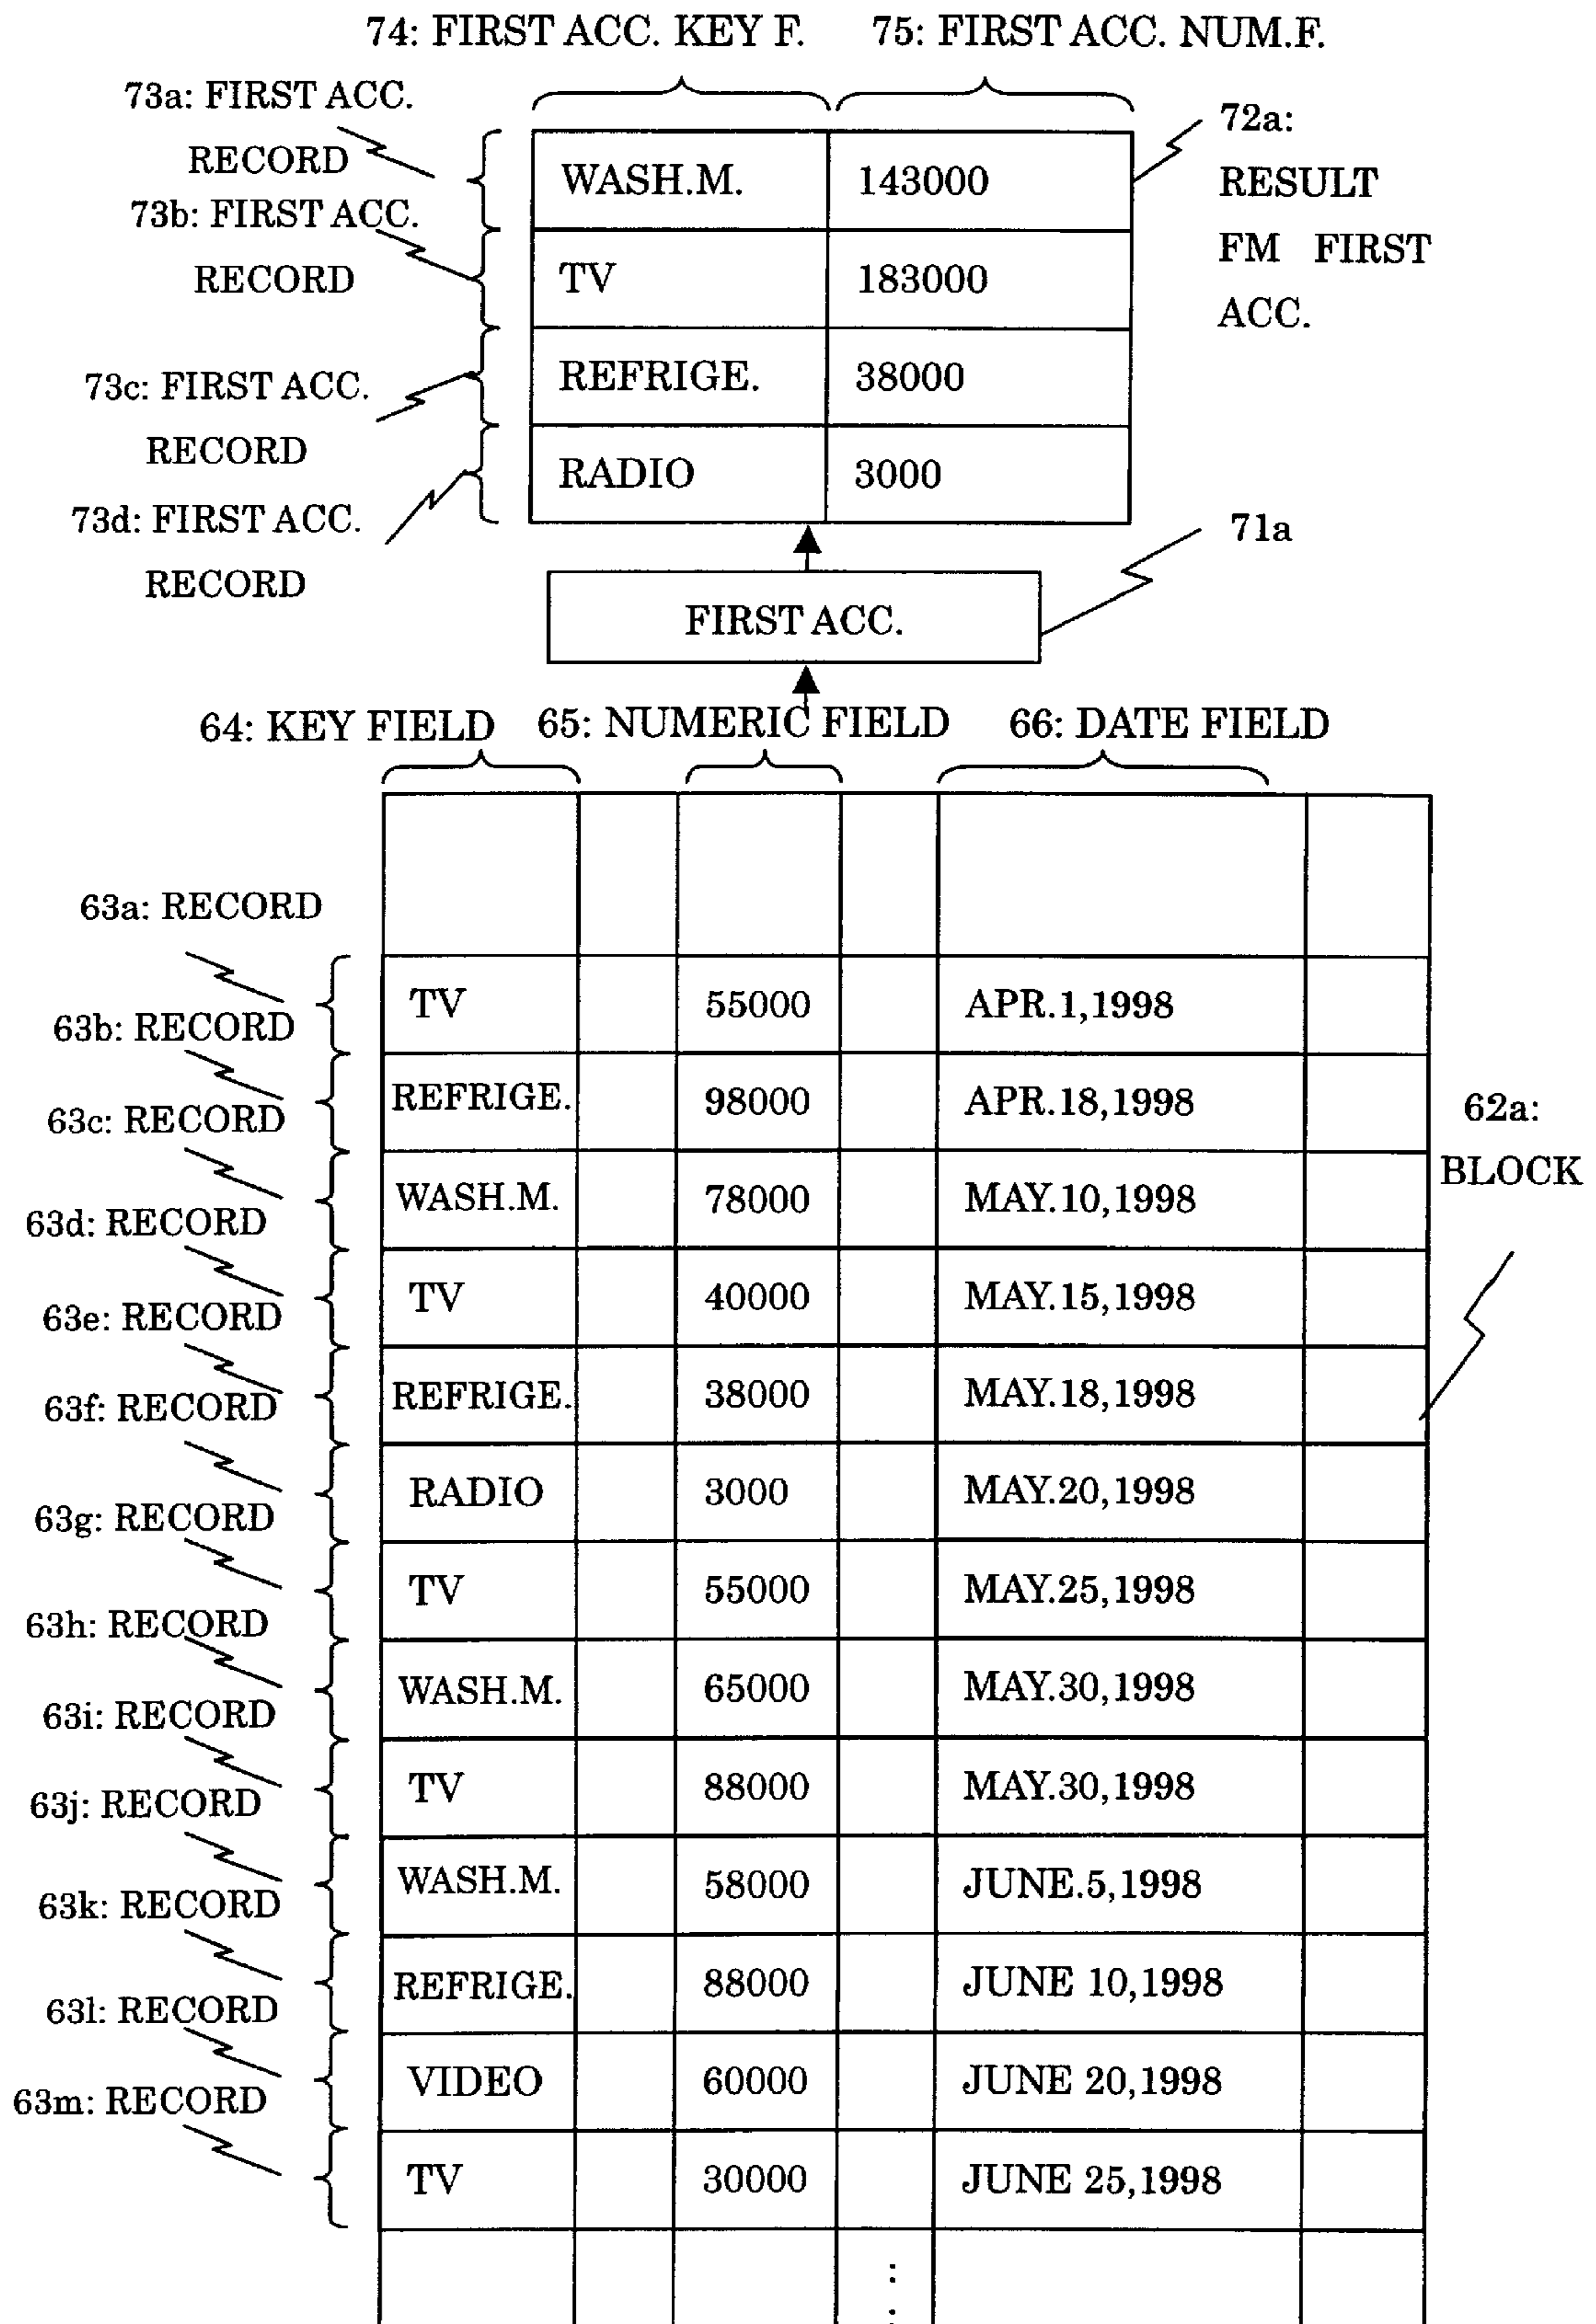 74: FIRST ACC. KEY F. 75: FIRST ACC. NUM.F.
73a: FIRST ACC.
RECORD
73b: FIRST ACC.
RECORD
73c: FIRST ACC.
RECORD
73d: FIRST ACC.
RECORD
WASH.M. 143000
TV 183000
REFRIGE. 38000
RADIO 3000
72a:
RESULT
FM FIRST
ACC.
71a
FIRST ACC.
64: KEY FIELD 65: NUMERIC FIELD 66: DATE FIELD
63a: RECORD
TV 55000 APR.1,1998
63b: RECORD
REFRIGE. 98000 APR.18,1998
63c: RECORD
WASH.M. 78000 MAY.10,1998
63d: RECORD
TV 40000 MAY.15,1998
63e: RECORD
REFRIGE. 38000 MAY.18,1998
63f: RECORD
RADIO 3000 MAY.20,1998
63g: RECORD
TV 55000 MAY.25,1998
63h: RECORD
WASH.M. 65000 MAY.30,1998
63i: RECORD
TV 88000 MAY.30,1998
63j: RECORD
WASH.M. 58000 JUNE.5,1998
63k: RECORD
REFRIGE. 88000 JUNE 10,1998
63l: RECORD
VIDEO 60000 JUNE 20,1998
63m: RECORD
TV 30000 JUNE 25,1998
62a:
BLOCK